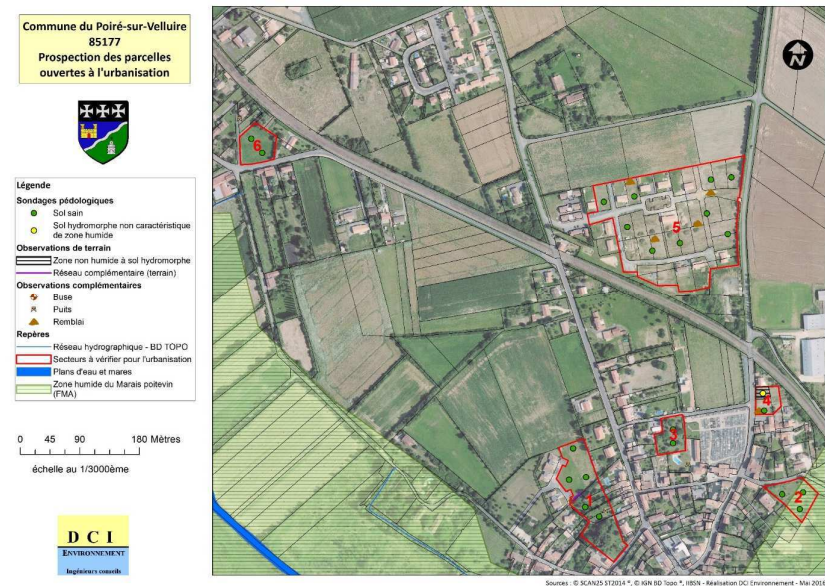 Commune du Poiré-sur-Velluire
85177
Prospection des parcelles
ouvertes à l'urbanisation
Légende
Sondages pédologiques
Sol sain
Sol hydromorphe non caractéristique
de zone humide
Observations de terrain
Zone non humide à sol hydromorphe
Réseau complémentaire (terrain)
Observations complémentaires
Buse
Puits
Remblai
Repères
Réseau hydrographique - BD TOPO
Secteurs à vérifier pour l'urbanisation
Plans d'eau et mares
Zone humide du Marais poitevin
(FMA)
0 45 90 180 Mètres
échelle au 1/3000ème
D C I
ENVIRONNEMENT
Ingénieurs conseils
N
6
5
4
3
1
2
Sources : © SCAN25 ST2014 ®, © IGN BD Topo ®, IIBSN - Réalisation DCI Environnement - Mai